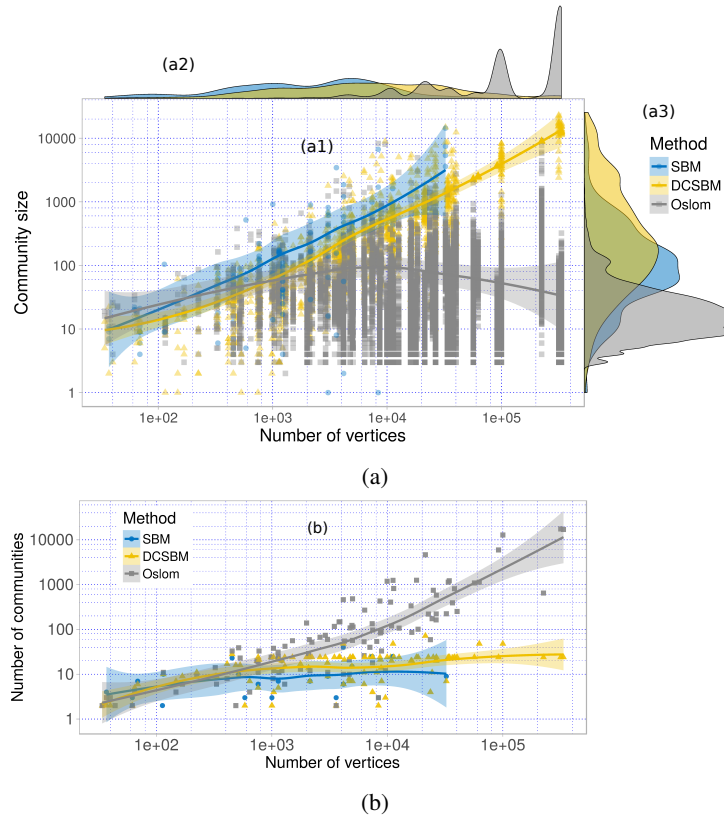 (a2)
(a3)
(a1)
Method
SBM
DCSBM
Oslom
10000
1000
100
10
1
Community size
1e+02 1e+03 1e+04 1e+05
Number of vertices
(a)
Method
SBM
DCSBM
Oslom
(b)
10000
1000
100
10
1
Number of communities
1e+02 1e+03 1e+04 1e+05
Number of vertices
(b)